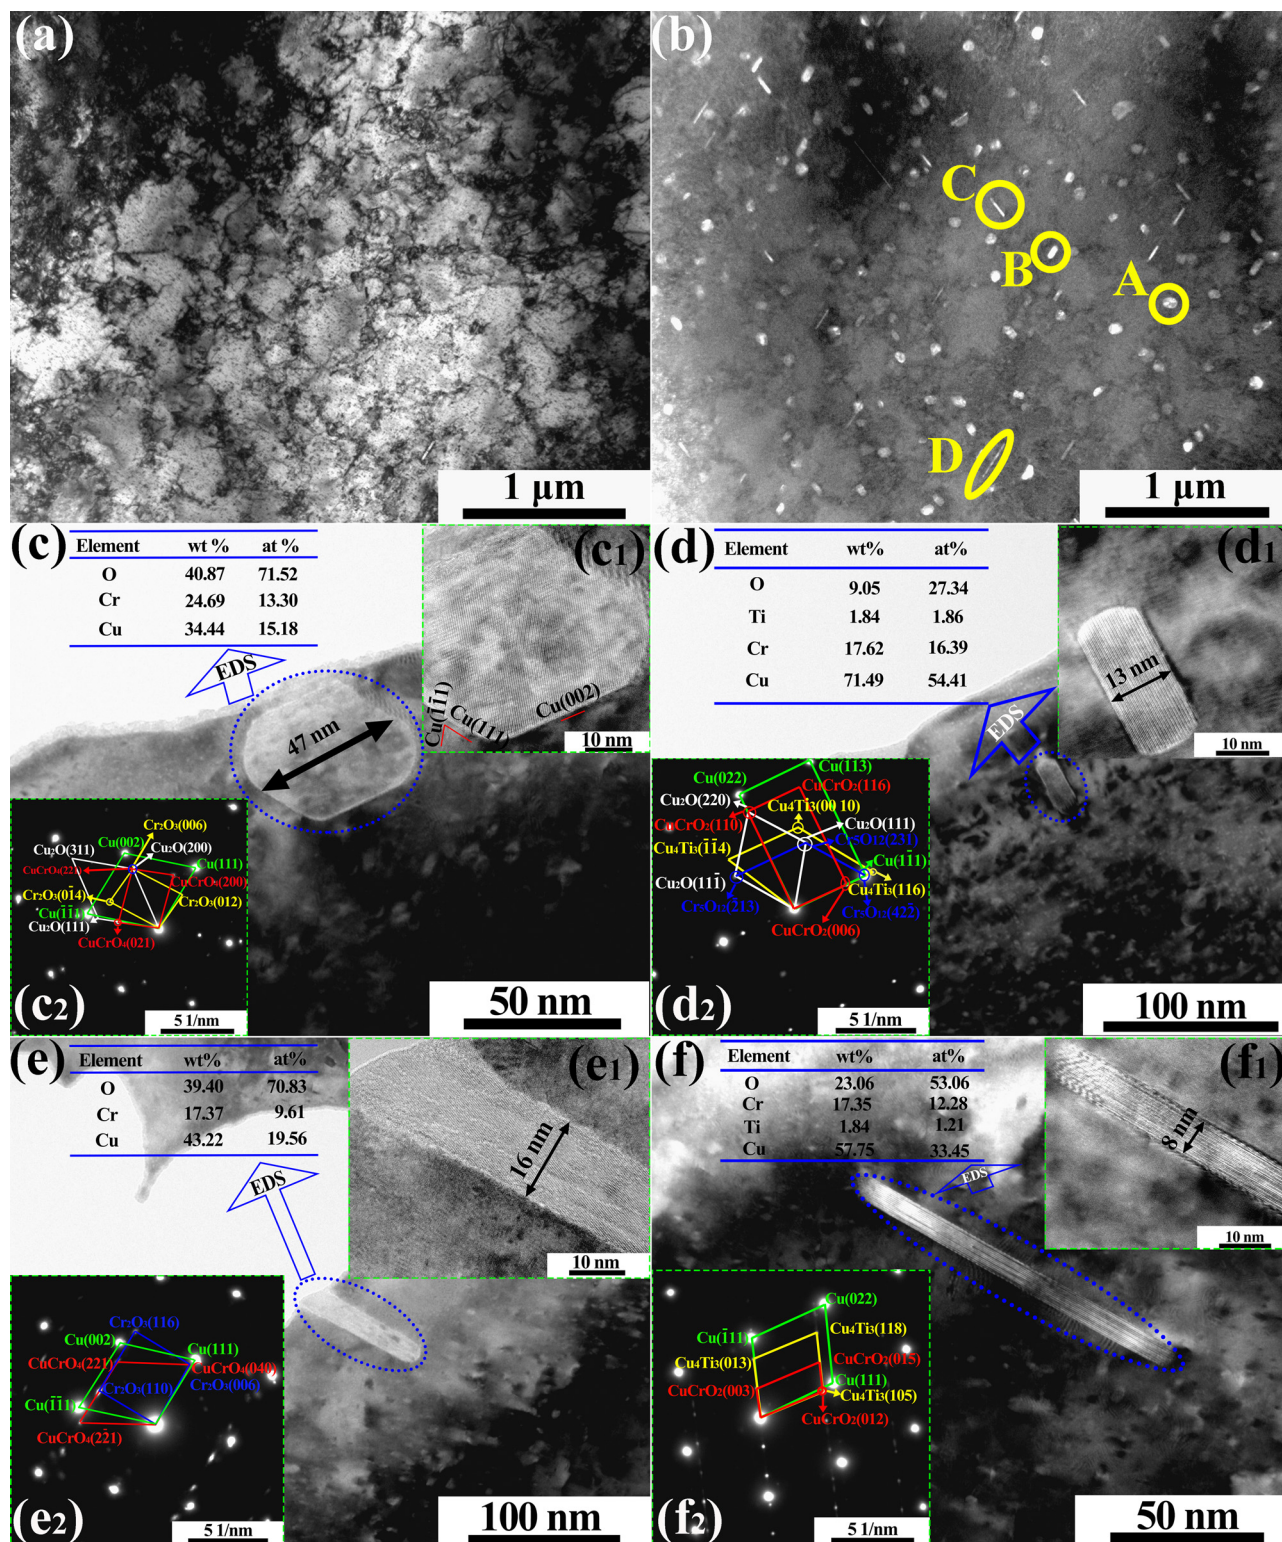 (a)
1 μm
(b)
C
B
A
D
1 μm
(c)
Element wt % at %
O 40.87 71.52
Cr 24.69 13.30
Cu 34.44 15.18
EDS
47 nm
(c1)
Cu(1̄1̄1)
Cu(111)
Cu(002)
10 nm
Cr₂O₃(006)
Cu(002)
Cu₂O(200)
Cu₂O(311)
Cu(111)
CuCrO₄(221)
CuCrO₄(200)
Cr₂O₃(01̄4)
Cr₂O₃(012)
Cu(1̄1̄1)
Cu₂O(111)
CuCrO₄(021)
(c2)
5 1/nm
50 nm
(d)
Element wt% at%
O 9.05 27.34
Ti 1.84 1.86
Cr 17.62 16.39
Cu 71.49 54.41
EDS
(d1)
13 nm
10 nm
Cu(113)
Cu(022)
CuCrO₂(116)
Cu₂O(220)
Cu₄Ti₃(00 10)
CuCrO₂(110)
Cu₂O(111)
Cr₅O₁₂(231)
Cu₄Ti₃(1̄1̄4)
Cu(11̄1)
Cu₂O(111̄)
Cu₄Ti₃(116)
Cr₅O₁₂(2̄13)
Cr₅O₁₂(422̄)
CuCrO₂(006)
(d2)
5 1/nm
100 nm
(e)
Element wt% at%
O 39.40 70.83
Cr 17.37 9.61
Cu 43.22 19.56
EDS
(e1)
16 nm
10 nm
Cr₂O₃(116)
Cu(002)
Cu(111)
CuCrO₄(221)
CuCrO₄(040)
Cr₂O₃(110)
Cr₂O₃(006)
Cu(1̄1̄1)
CuCrO₄(22̄1)
(e2)
5 1/nm
100 nm
(f)
Element wt% at%
O 23.06 53.06
Cr 17.35 12.28
Ti 1.84 1.21
Cu 57.75 33.45
EDS
(f1)
8 nm
10 nm
Cu(022)
Cu(1̄11)
Cu₄Ti₃(118)
Cu₄Ti₃(013)
CuCrO₂(015)
CuCrO₂(003)
Cu(111)
Cu₄Ti₃(105)
CuCrO₂(012)
(f2)
5 1/nm
50 nm